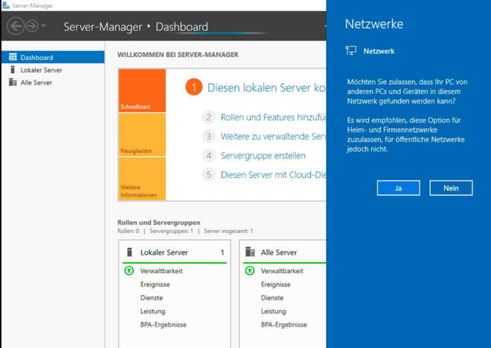 Server-Manager
Server-Manager • Dashboard
Dashboard
Lokaler Server
Alle Server
WILLKOMMEN BEI SERVER-MANAGER
Schnellstart
Neuigkeiten
Weitere
Informationen
1 Diesen lokalen Server ko
2 Rollen und Features hinzufü
3 Weitere zu verwaltende Serv
4 Servergruppe erstellen
5 Diesen Server mit Cloud-Die
Rollen und Servergruppen
Rollen: 0 | Servergruppen: 1 | Server insgesamt: 1
Lokaler Server 1
Verwaltbarkeit
Ereignisse
Dienste
Leistung
BPA-Ergebnisse
Alle Server
Verwaltbarkeit
Ereignisse
Dienste
Leistung
BPA-Ergebnisse
Netzwerke
Netzwerk
Möchten Sie zulassen, dass Ihr PC von
anderen PCs und Geräten in diesem
Netzwerk gefunden werden kann?
Es wird empfohlen, diese Option für
Heim- und Firmennetzwerke
zuzulassen, für öffentliche Netzwerke
jedoch nicht.
Ja
Nein